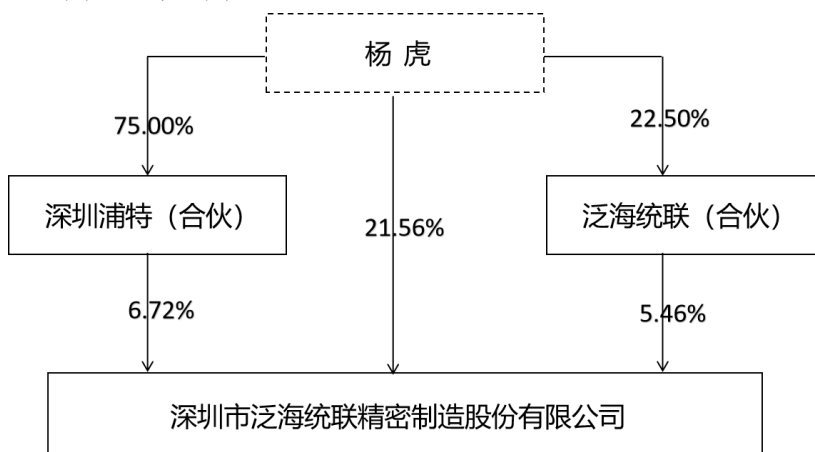 杨 虎
75.00%
22.50%
深圳浦特（合伙）
21.56%
泛海统联（合伙）
6.72%
5.46%
深圳市泛海统联精密制造股份有限公司